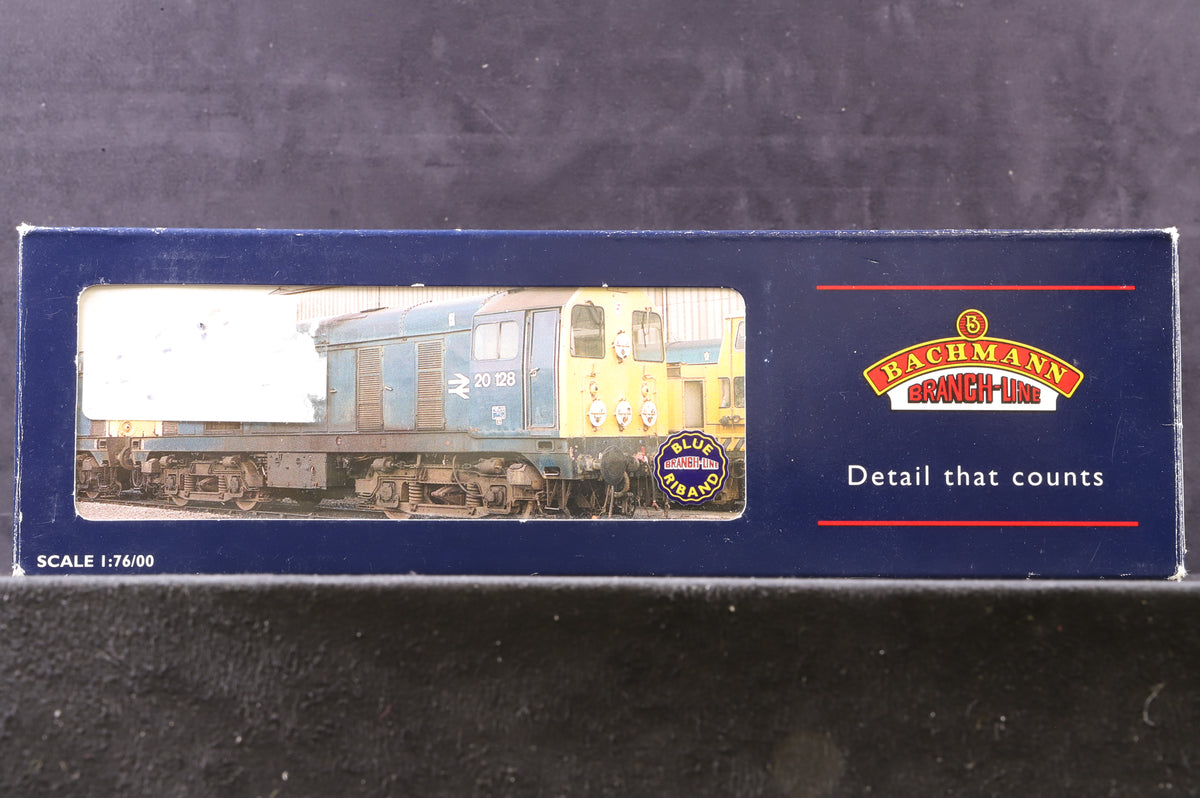 20 128
BLUE
BRANCH-LINE
RIBAND
SCALE 1:76/00
B
BACHMANN
BRANCH-LINE
Detail that counts